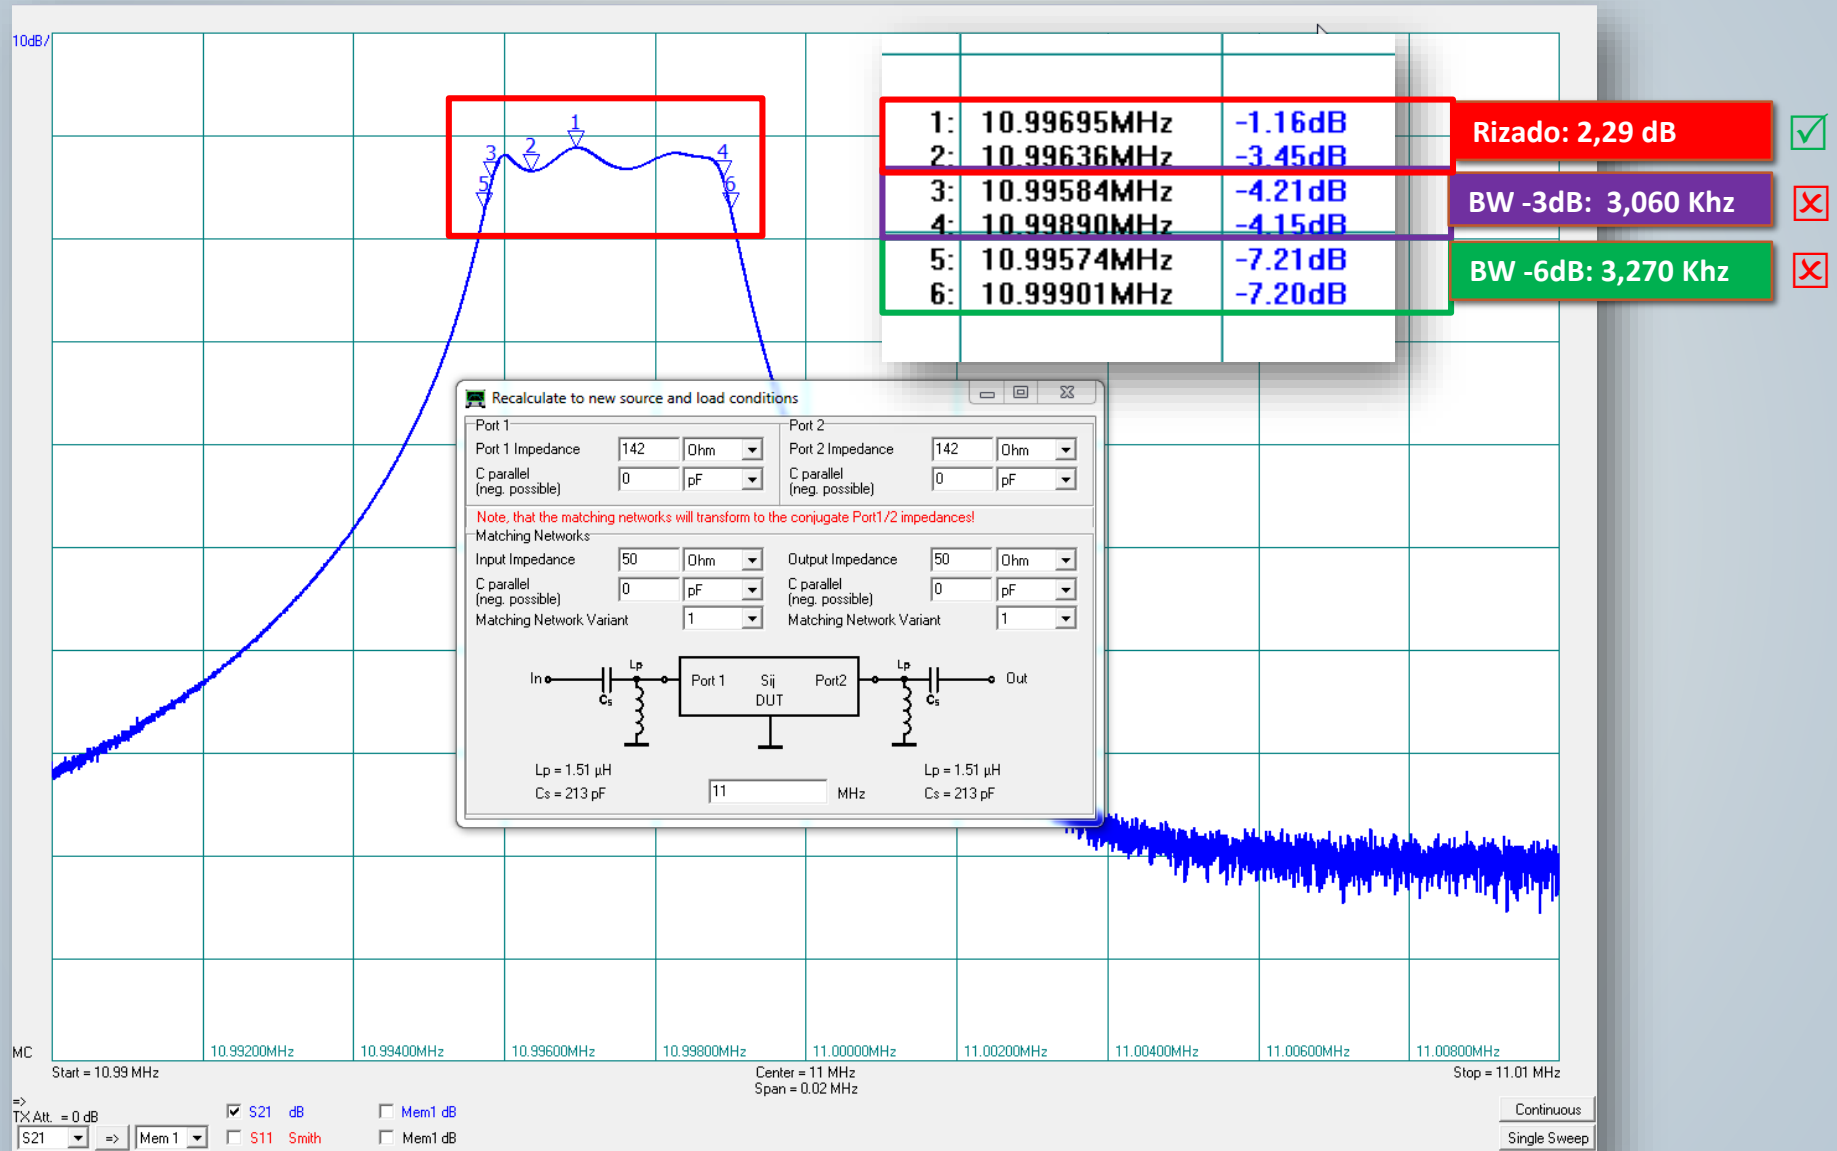 10dB/
1
2
3
4
5
6
1: 10.99695MHz -1.16dB
2: 10.99636MHz -3.45dB
3: 10.99584MHz -4.21dB
4: 10.99890MHz -4.15dB
5: 10.99574MHz -7.21dB
6: 10.99901MHz -7.20dB
Rizado: 2,29 dB
BW -3dB: 3,060 Khz
BW -6dB: 3,270 Khz
Recalculate to new source and load conditions
Port 1
Port 2
Port 1 Impedance 142 Ohm
Port 2 Impedance 142 Ohm
C parallel
(neg. possible) 0 pF
C parallel
(neg. possible) 0 pF
Note, that the matching networks will transform to the conjugate Port1/2 impedances!
Matching Networks
Input Impedance 50 Ohm
Output Impedance 50 Ohm
C parallel
(neg. possible) 0 pF
C parallel
(neg. possible) 0 pF
Matching Network Variant 1
Matching Network Variant 1
In Cs Lp Port 1 Sij Port2 Lp Cs Out
DUT
Lp = 1.51 µH
Lp = 1.51 µH
Cs = 213 pF
11 MHz
Cs = 213 pF
MC
10.99200MHz 10.99400MHz 10.99600MHz 10.99800MHz 11.00000MHz 11.00200MHz 11.00400MHz 11.00600MHz 11.00800MHz
Start = 10.99 MHz
Center = 11 MHz
Span = 0.02 MHz
Stop = 11.01 MHz
=>
TX Att. = 0 dB
S21 dB
Mem1 dB
Continuous
S21 => Mem 1
S11 Smith
Mem1 dB
Single Sweep